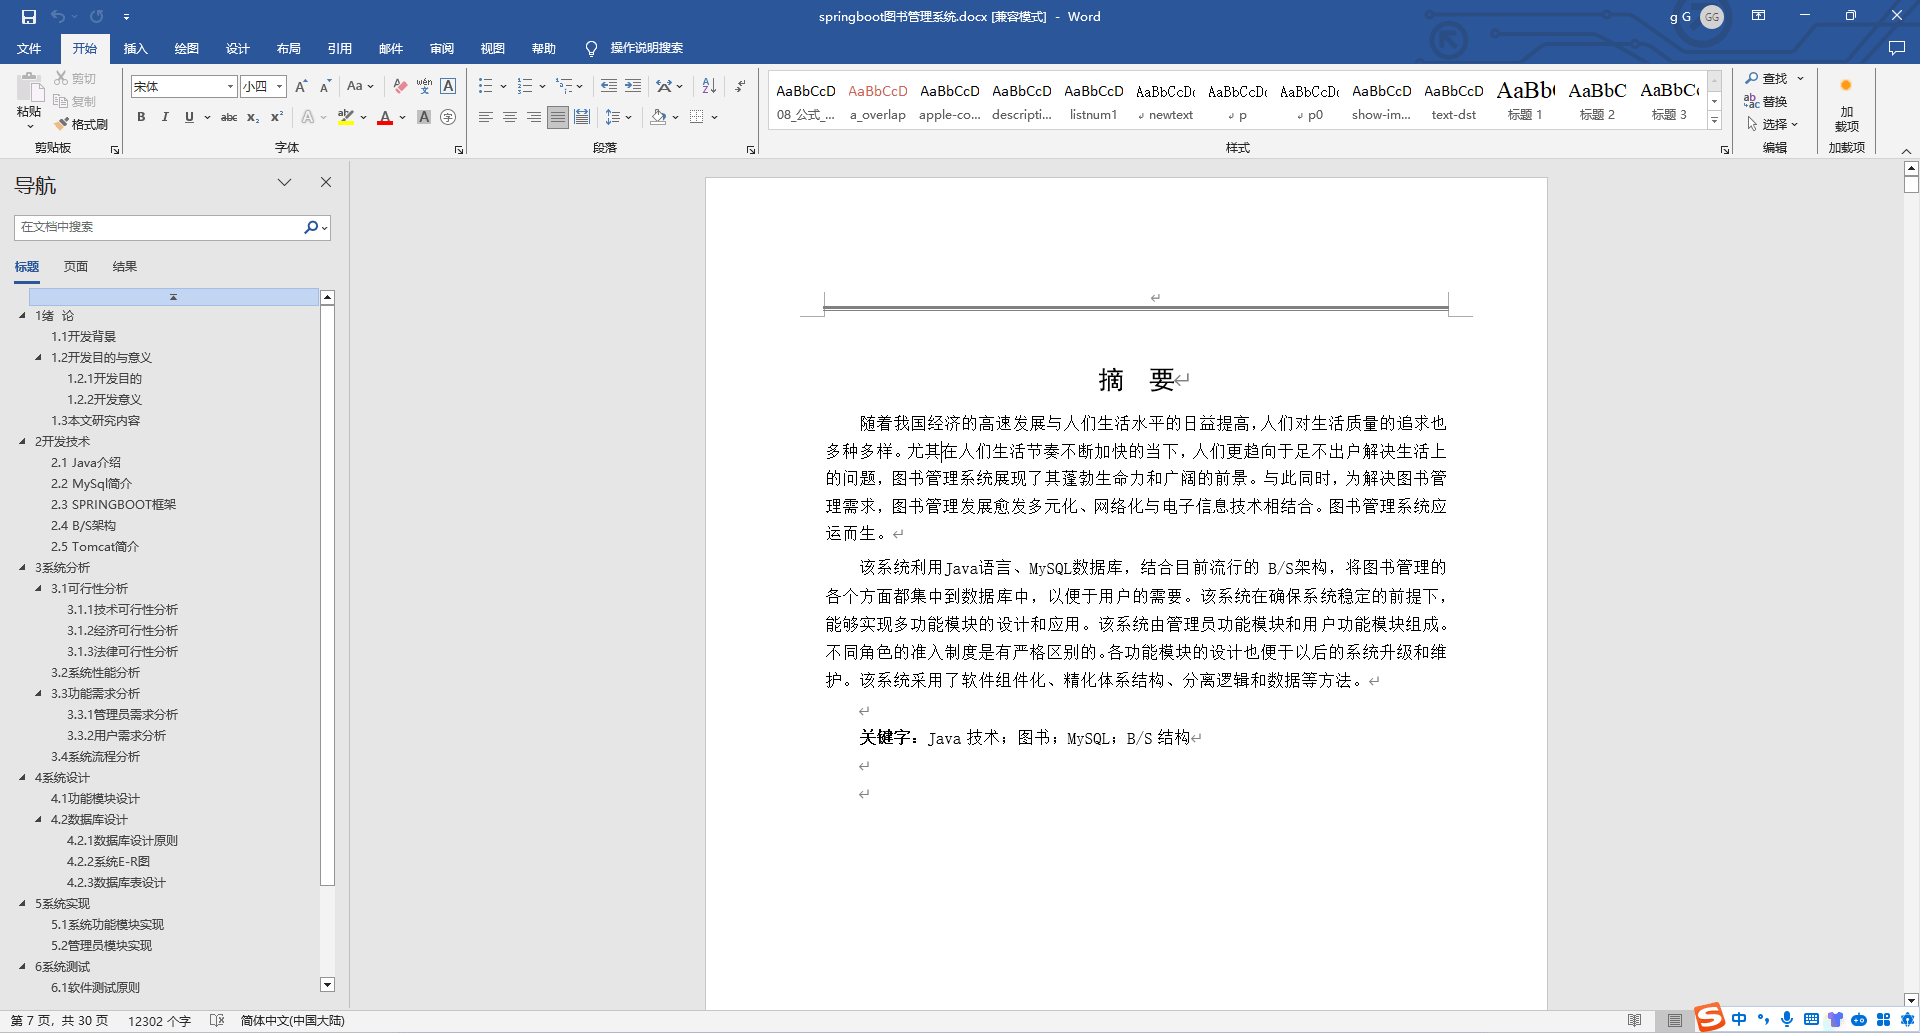 springboot图书管理系统.docx [兼容模式] - Word
g G
GG
文件 开始 插入 绘图 设计 布局 引用 邮件 审阅 视图 帮助 操作说明搜索
粘贴
剪切
复制
格式刷
剪贴板
宋体 小四
字体
段落
AaBbCcD AaBbCcD AaBbCcD AaBbCcD AaBbCcD AaBbCcDc AaBbCcDc AaBbCcDc AaBbCcD AaBbCcD AaBb( AaBbC AaBbC
08_公式_... a_overlap apple-co... descripti... listnum1 newtext p p0 show-im... text-dst 标题 1 标题 2 标题 3
样式
查找
替换
选择
编辑
加
载项
加载项
导航
在文档中搜索
标题 页面 结果
1绪 论
1.1开发背景
1.2开发目的与意义
1.2.1开发目的
1.2.2开发意义
1.3本文研究内容
2开发技术
2.1 Java介绍
2.2 MySql简介
2.3 SPRINGBOOT框架
2.4 B/S架构
2.5 Tomcat简介
3系统分析
3.1可行性分析
3.1.1技术可行性分析
3.1.2经济可行性分析
3.1.3法律可行性分析
3.2系统性能分析
3.3功能需求分析
3.3.1管理员需求分析
3.3.2用户需求分析
3.4系统流程分析
4系统设计
4.1功能模块设计
4.2数据库设计
4.2.1数据库设计原则
4.2.2系统E-R图
4.2.3数据库表设计
5系统实现
5.1系统功能模块实现
5.2管理员模块实现
6系统测试
6.1软件测试原则
摘 要
随着我国经济的高速发展与人们生活水平的日益提高，人们对生活质量的追求也
多种多样。尤其在人们生活节奏不断加快的当下，人们更趋向于足不出户解决生活上
的问题，图书管理系统展现了其蓬勃生命力和广阔的前景。与此同时，为解决图书管
理需求，图书管理发展愈发多元化、网络化与电子信息技术相结合。图书管理系统应
运而生。
该系统利用Java语言、MySQL数据库，结合目前流行的 B/S架构，将图书管理的
各个方面都集中到数据库中，以便于用户的需要。该系统在确保系统稳定的前提下，
能够实现多功能模块的设计和应用。该系统由管理员功能模块和用户功能模块组成。
不同角色的准入制度是有严格区别的。各功能模块的设计也便于以后的系统升级和维
护。该系统采用了软件组件化、精化体系结构、分离逻辑和数据等方法。
关键字：Java 技术；图书；MySQL；B/S 结构
第 7 页，共 30 页 12302 个字 简体中文(中国大陆)
中